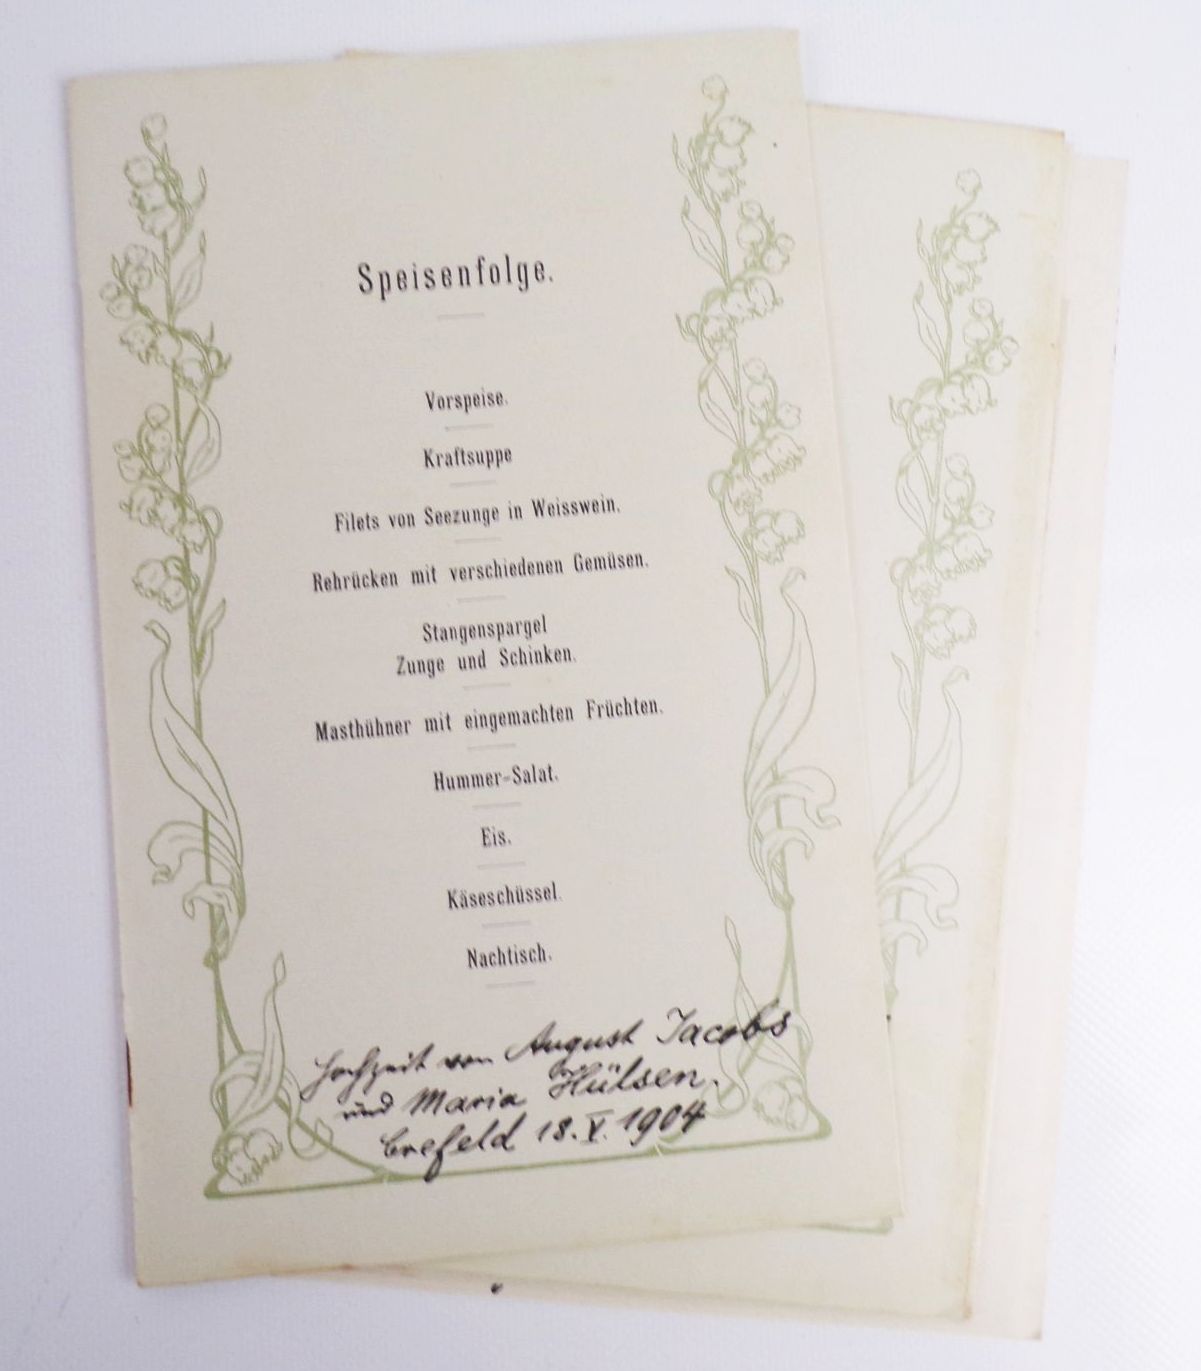 Speisenfolge.
Vorspeise.
Kraftsuppe
Filets von Seezunge in Weisswein.
Rehrücken mit verschiedenen Gemüsen.
Stangenspargel
Zunge und Schinken.
Masthühner mit eingemachten Früchten.
Hummer-Salat.
Eis.
Käseschüssel.
Nachtisch.
Hochzeit von August Jacobs
und Maria Hülsen.
Crefeld 18. V. 1904